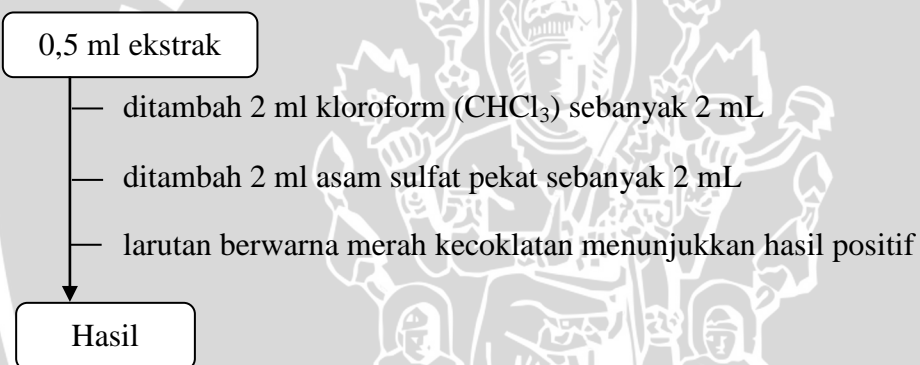 0,5 ml ekstrak
ditambah 2 ml kloroform (CHCl₃) sebanyak 2 mL
ditambah 2 ml asam sulfat pekat sebanyak 2 mL
larutan berwarna merah kecoklatan menunjukkan hasil positif
Hasil